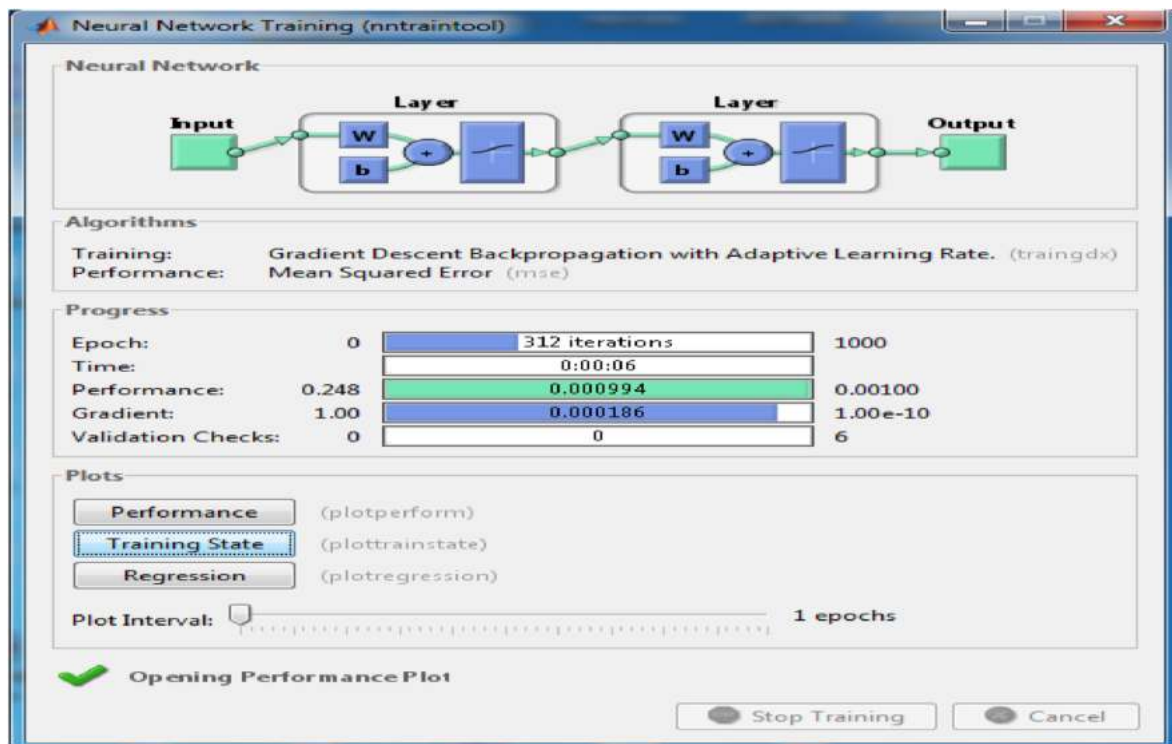 Neural Network Training (nntraintool)
Neural Network
Layer
Layer
Input
Output
W
b
+
W
b
+
Algorithms
Training: Gradient Descent Backpropagation with Adaptive Learning Rate. (traingdx)
Performance: Mean Squared Error (mse)
Progress
Epoch: 0 312 iterations 1000
Time: 0:00:06
Performance: 0.248 0.000994 0.00100
Gradient: 1.00 0.000186 1.00e-10
Validation Checks: 0 0 6
Plots
Performance (plotperform)
Training State (plottrainstate)
Regression (plotregression)
Plot Interval: 1 epochs
Opening Performance Plot
Stop Training Cancel